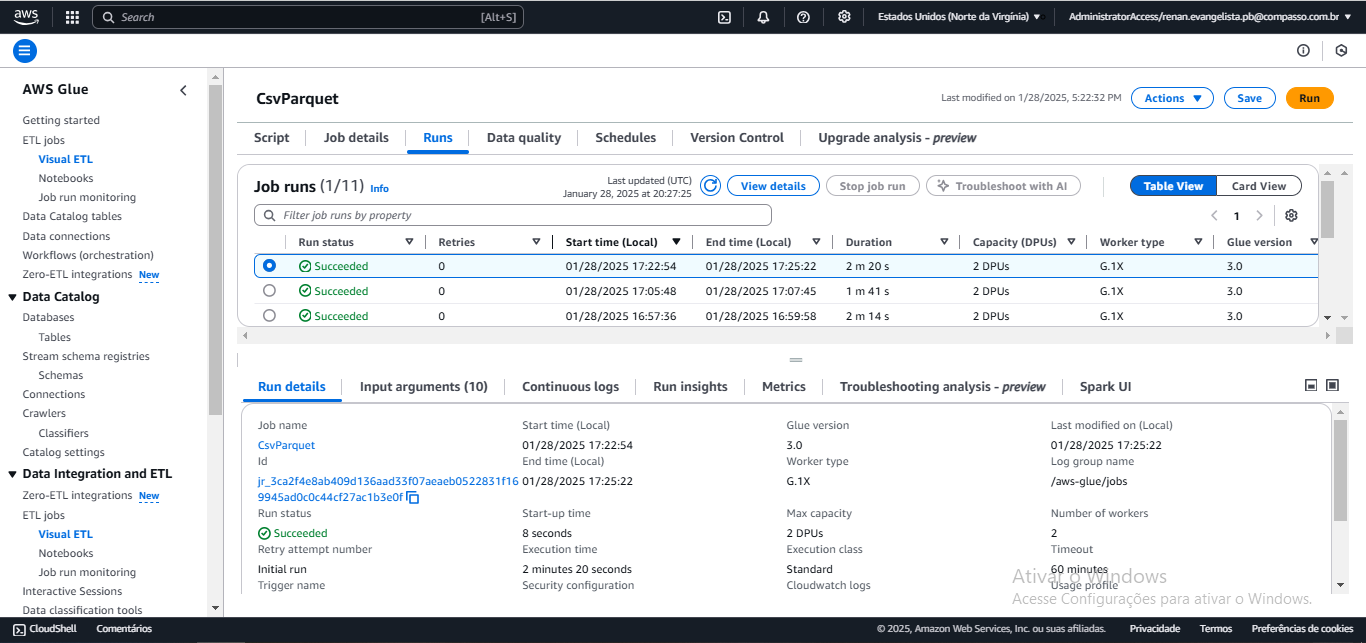 aws
Search [Alt+S]
Estados Unidos (Norte da Virgínia) ▼
AdministratorAccess/renan.evangelista.pb@compasso.com.br ▼
AWS Glue
Getting started
ETL jobs
Visual ETL
Notebooks
Job run monitoring
Data Catalog tables
Data connections
Workflows (orchestration)
Zero-ETL integrations New
Data Catalog
Databases
Tables
Stream schema registries
Schemas
Connections
Crawlers
Classifiers
Catalog settings
Data Integration and ETL
Zero-ETL integrations New
ETL jobs
Visual ETL
Notebooks
Job run monitoring
Interactive Sessions
Data classification tools
CsvParquet
Last modified on 1/28/2025, 5:22:32 PM Actions ▼ Save Run
Script Job details Runs Data quality Schedules Version Control Upgrade analysis - preview
Job runs (1/11) Info
Last updated (UTC)
January 28, 2025 at 20:27:25
View details Stop job run Troubleshoot with AI Table View Card View
Filter job runs by property
1
Run status Retries Start time (Local) End time (Local) Duration Capacity (DPUs) Worker type Glue version
Succeeded 0 01/28/2025 17:22:54 01/28/2025 17:25:22 2 m 20 s 2 DPUs G.1X 3.0
Succeeded 0 01/28/2025 17:05:48 01/28/2025 17:07:45 1 m 41 s 2 DPUs G.1X 3.0
Succeeded 0 01/28/2025 16:57:36 01/28/2025 16:59:58 2 m 14 s 2 DPUs G.1X 3.0
Run details Input arguments (10) Continuous logs Run insights Metrics Troubleshooting analysis - preview Spark UI
Job name Start time (Local) Glue version Last modified on (Local)
CsvParquet 01/28/2025 17:22:54 3.0 01/28/2025 17:25:22
Id End time (Local) Worker type Log group name
jr_3ca2f4e8ab409d136aad33f07aeaeb0522831f16 01/28/2025 17:25:22 G.1X /aws-glue/jobs
9945ad0c0c44cf27ac1b3e0f
Run status Start-up time Max capacity Number of workers
Succeeded 8 seconds 2 DPUs 2
Retry attempt number Execution time Execution class Timeout
Initial run 2 minutes 20 seconds Standard 60 minutes
Trigger name Security configuration Cloudwatch logs Usage profile
Ativar o Windows
Acesse Configurações para ativar o Windows.
CloudShell Comentários © 2025, Amazon Web Services, Inc. ou suas afiliadas. Privacidade Termos Preferências de cookies